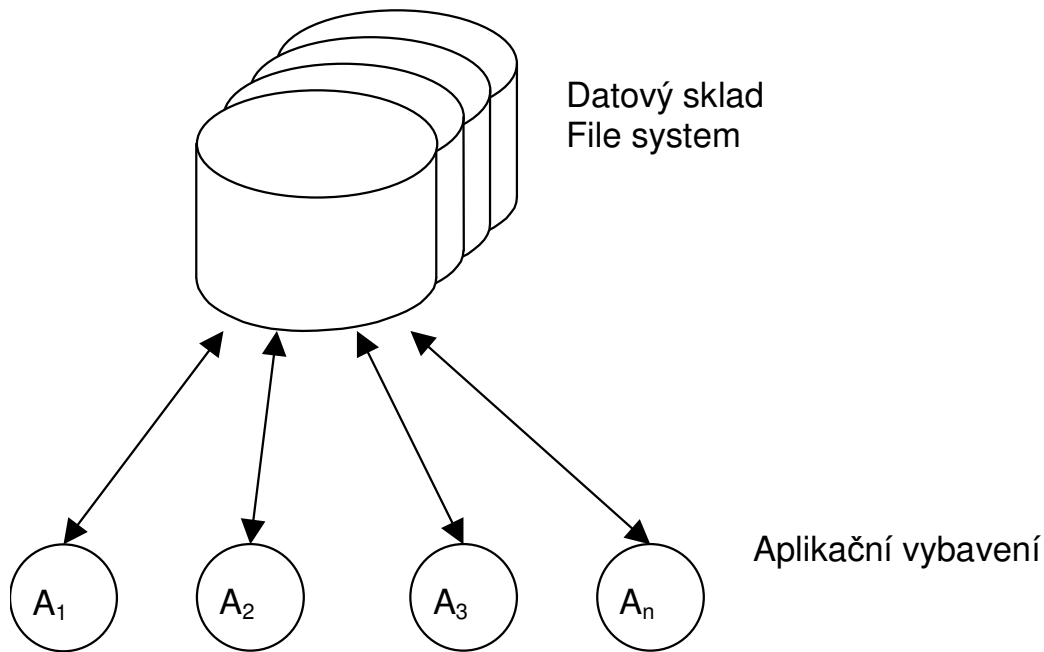 Datový sklad
File system
Aplikační vybavení
A₁
A₂
A₃
Aₙ